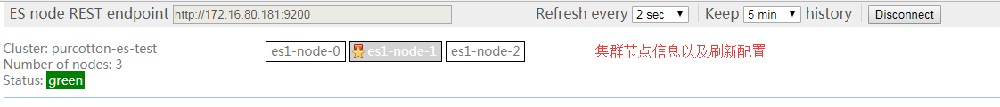 ES node REST endpoint http://172.16.80.181:9200 Refresh every 2 sec Keep 5 min history Disconnect
Cluster: purcotton-es-test es1-node-0 es1-node-1 es1-node-2 集群节点信息以及刷新配置
Number of nodes: 3
Status: green